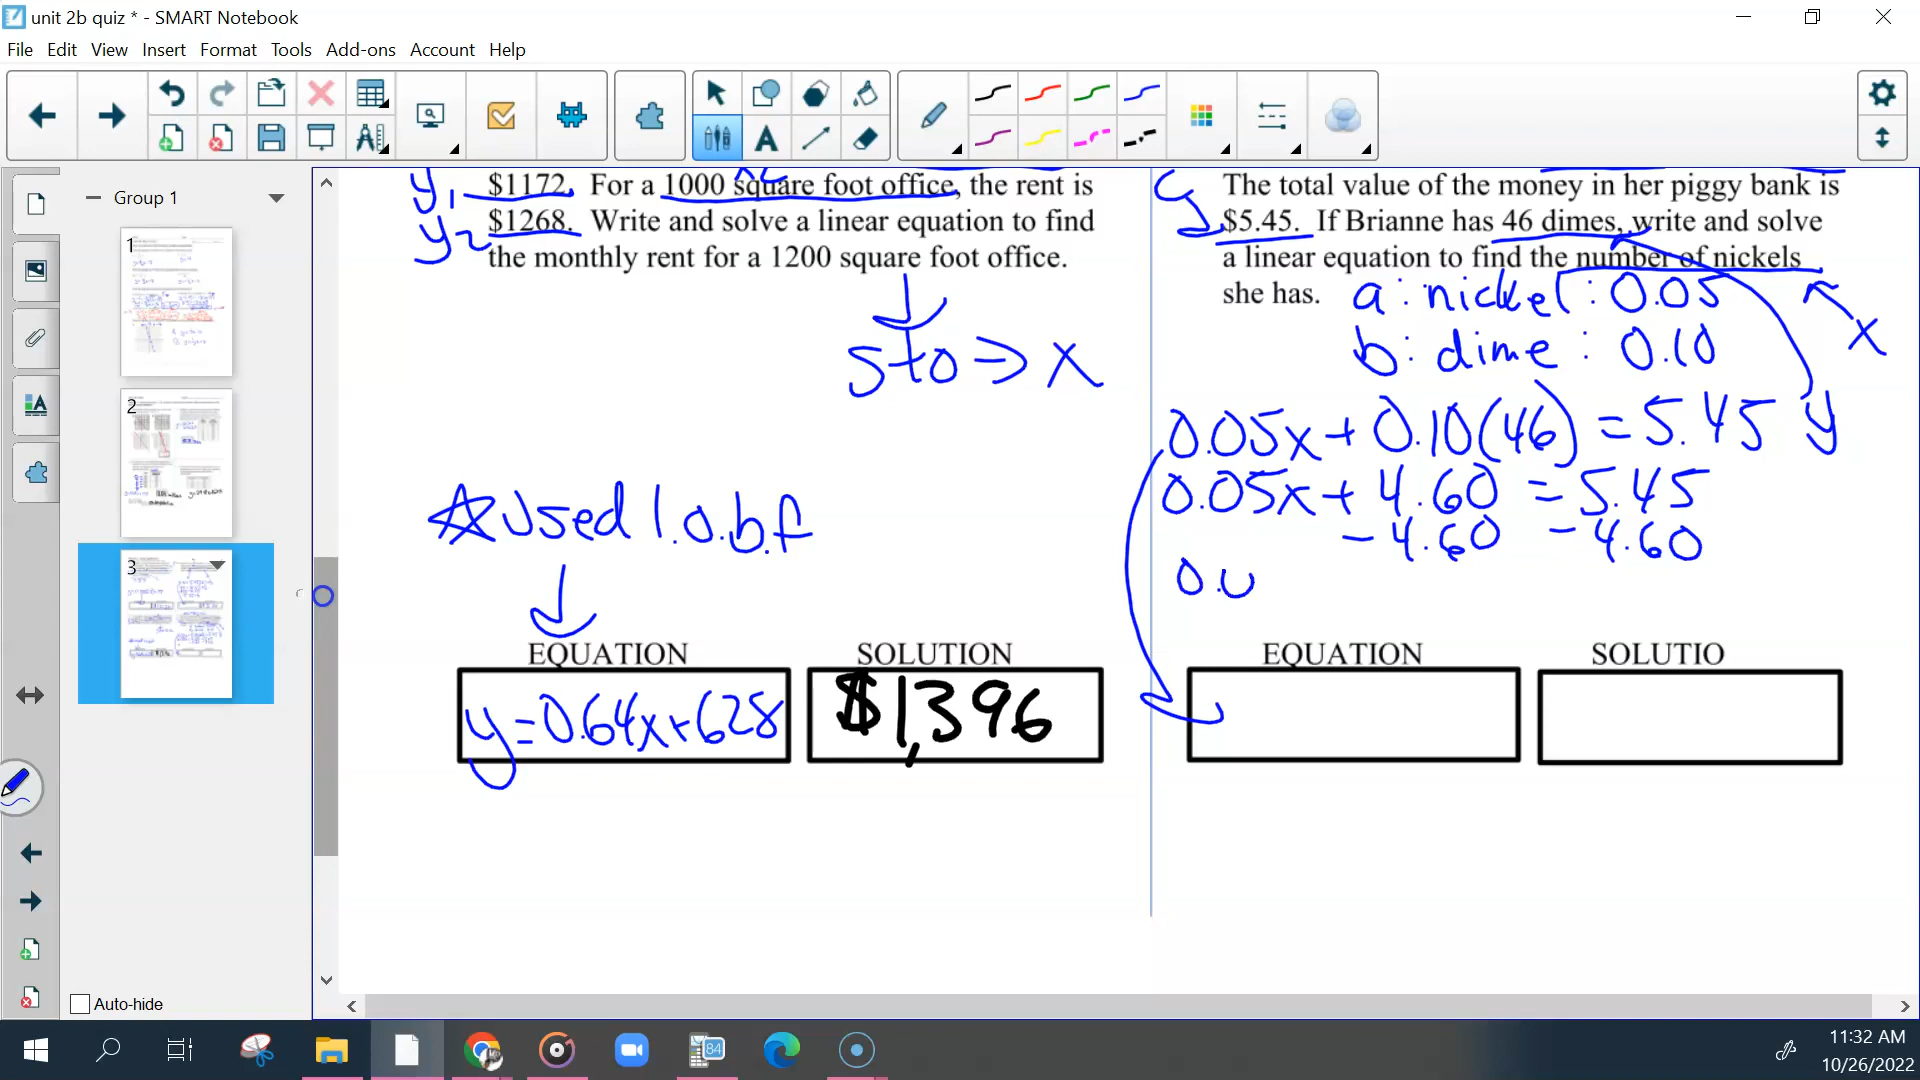 unit 2b quiz * - SMART Notebook
File Edit View Insert Format Tools Add-ons Account Help
Group 1
1
2
3
Auto-hide
y1 $1172. For a 1000 square foot office, the rent is
y2 $1268. Write and solve a linear equation to find
the monthly rent for a 1200 square foot office.
sto => x
☆Used l.o.b.f
EQUATION SOLUTION
y=0.64x+628 $1,396
The total value of the money in her piggy bank is
$5.45. If Brianne has 46 dimes, write and solve
a linear equation to find the number of nickels
she has. a: nickel: 0.05
x
b: dime: 0.10
0.05x + 0.10(46) = 5.45 y
0.05x + 4.60 = 5.45
-4.60 -4.60
0.0
EQUATION SOLUTIO
84
11:32 AM
10/26/2022